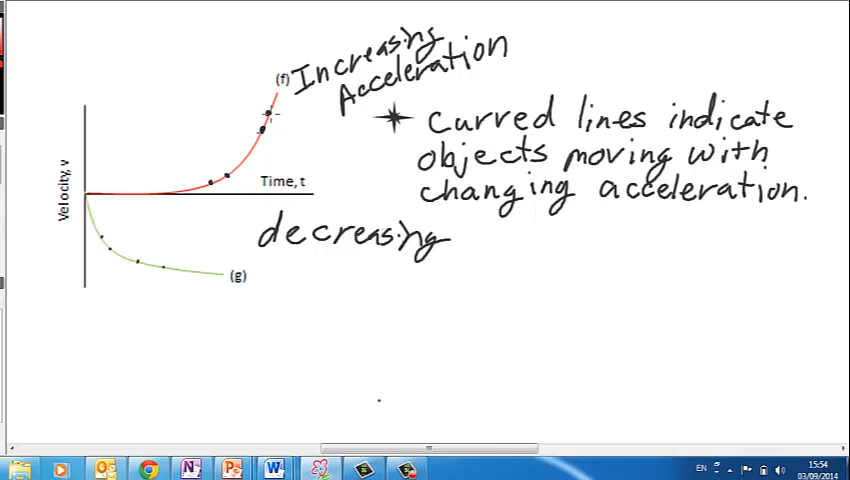 (f) Increasing
Acceleration
curved lines indicate
objects moving with
changing acceleration.
Velocity, v
Time, t
decreasing
(g)
EN
15:54
03/09/2014